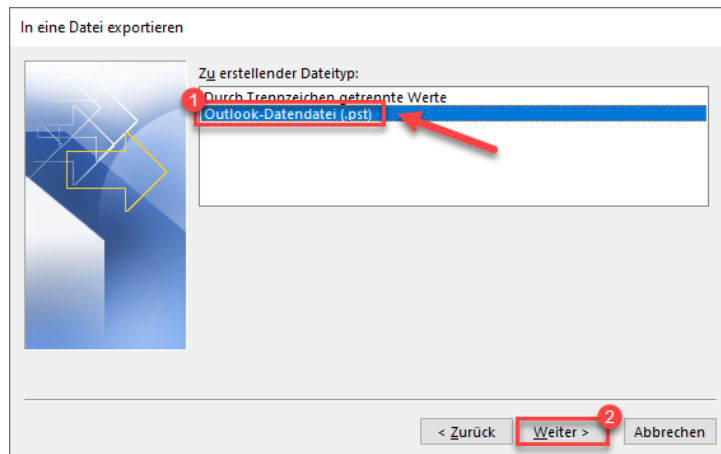 In eine Datei exportieren
Zu erstellender Dateityp:
Durch Trennzeichen getrennte Werte
1
Outlook-Datendatei (.pst)
2
< Zurück Weiter > Abbrechen